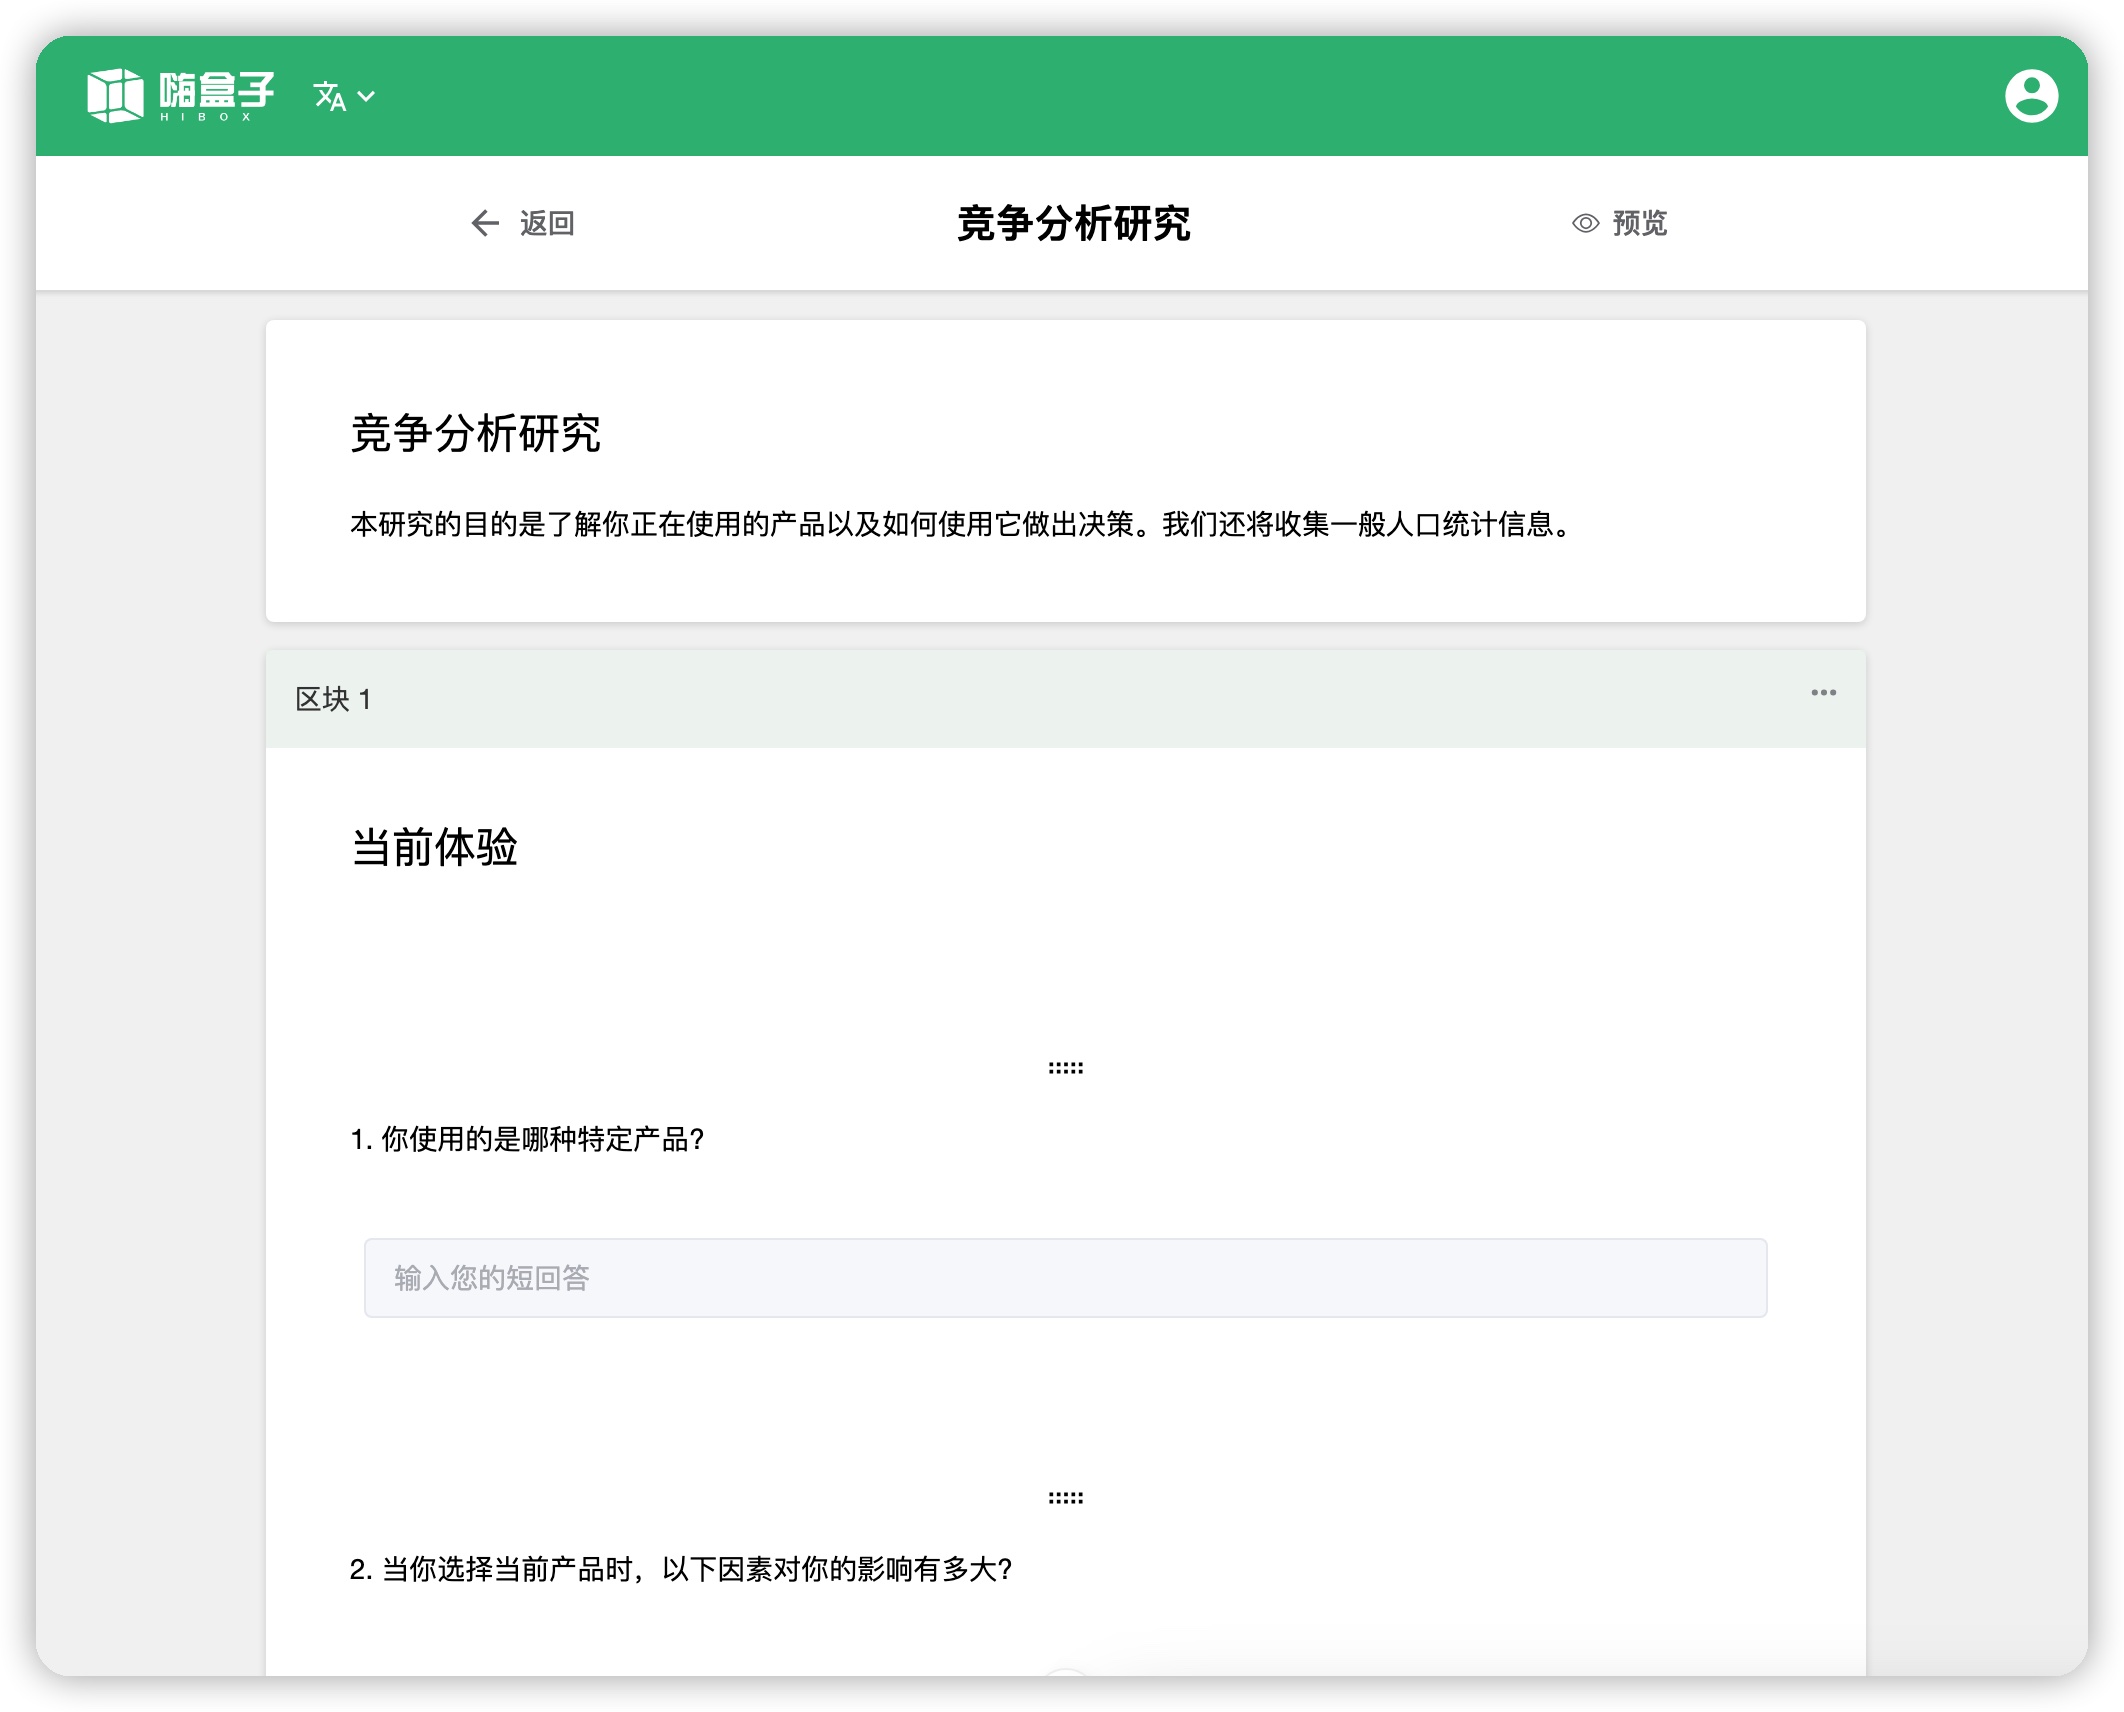 嗨盒子
HIBOX
文A
返回
竞争分析研究
预览
竞争分析研究
本研究的目的是了解你正在使用的产品以及如何使用它做出决策。我们还将收集一般人口统计信息。
区块 1
当前体验
1. 你使用的是哪种特定产品?
输入您的短回答
2. 当你选择当前产品时，以下因素对你的影响有多大?